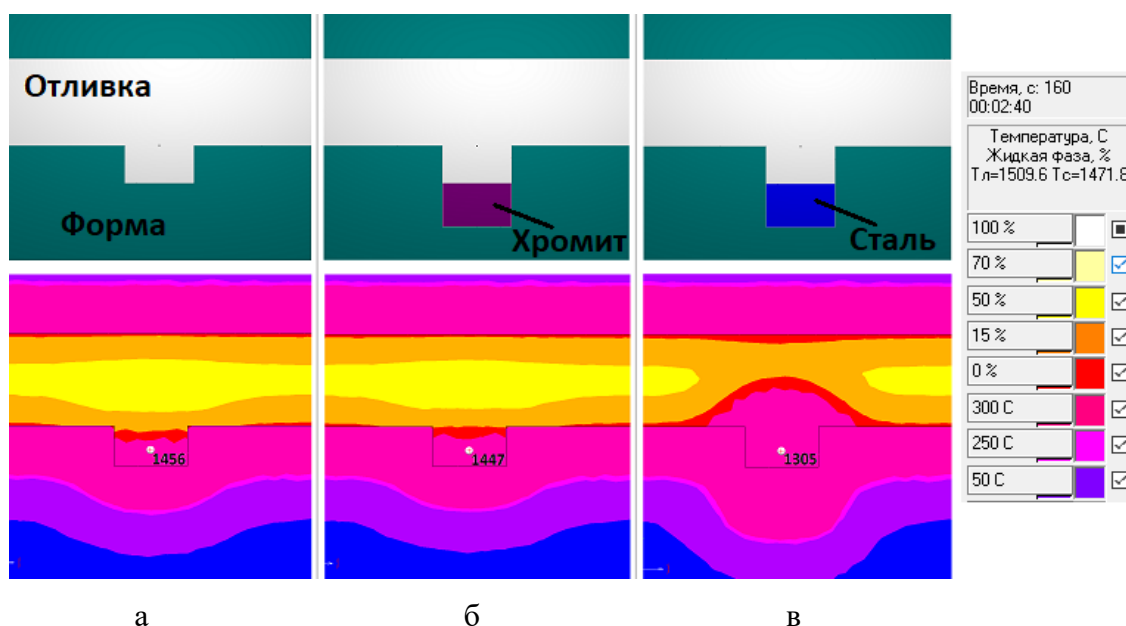 Отливка
Форма
Хромит
Сталь
Время, с: 160
00:02:40
Температура, С
Жидкая фаза, %
Тл=1509.6 Тс=1471.8
100 %
70 %
50 %
15 %
0 %
300 С
250 С
50 С
1456
1447
1305
а
б
в